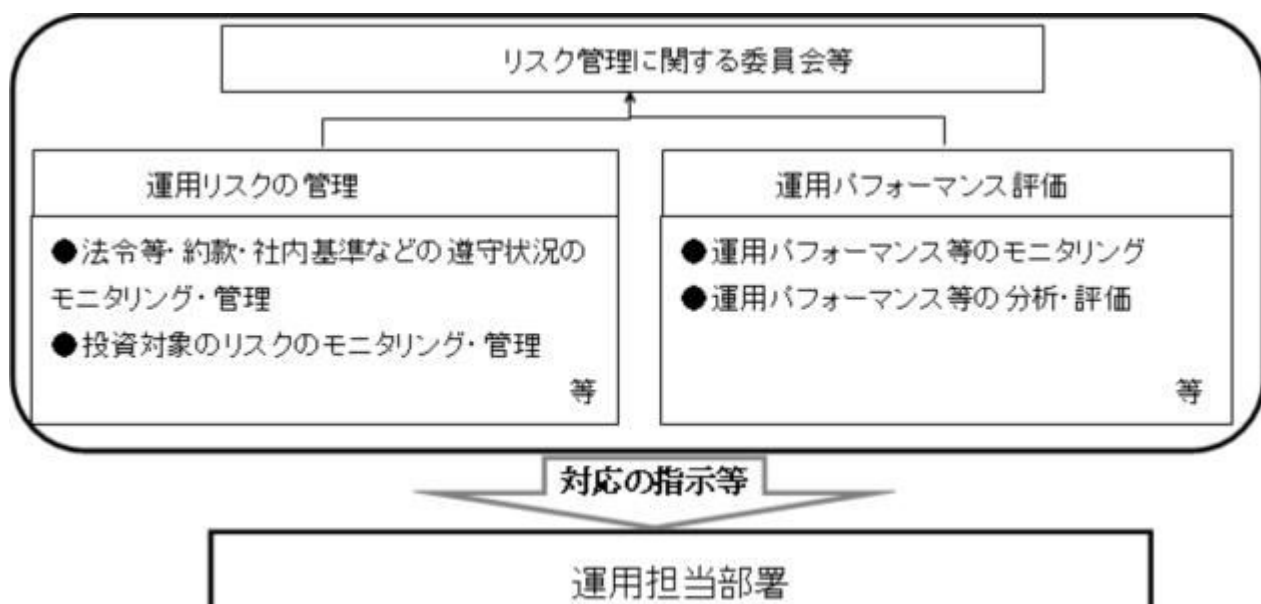 リスク管理に関する委員会等
運用リスクの管理
●法令等・約款・社内基準などの遵守状況の
モニタリング・管理
●投資対象のリスクのモニタリング・管理
等
運用パフォーマンス評価
●運用パフォーマンス等のモニタリング
●運用パフォーマンス等の分析・評価
等
対応の指示等
運用担当部署